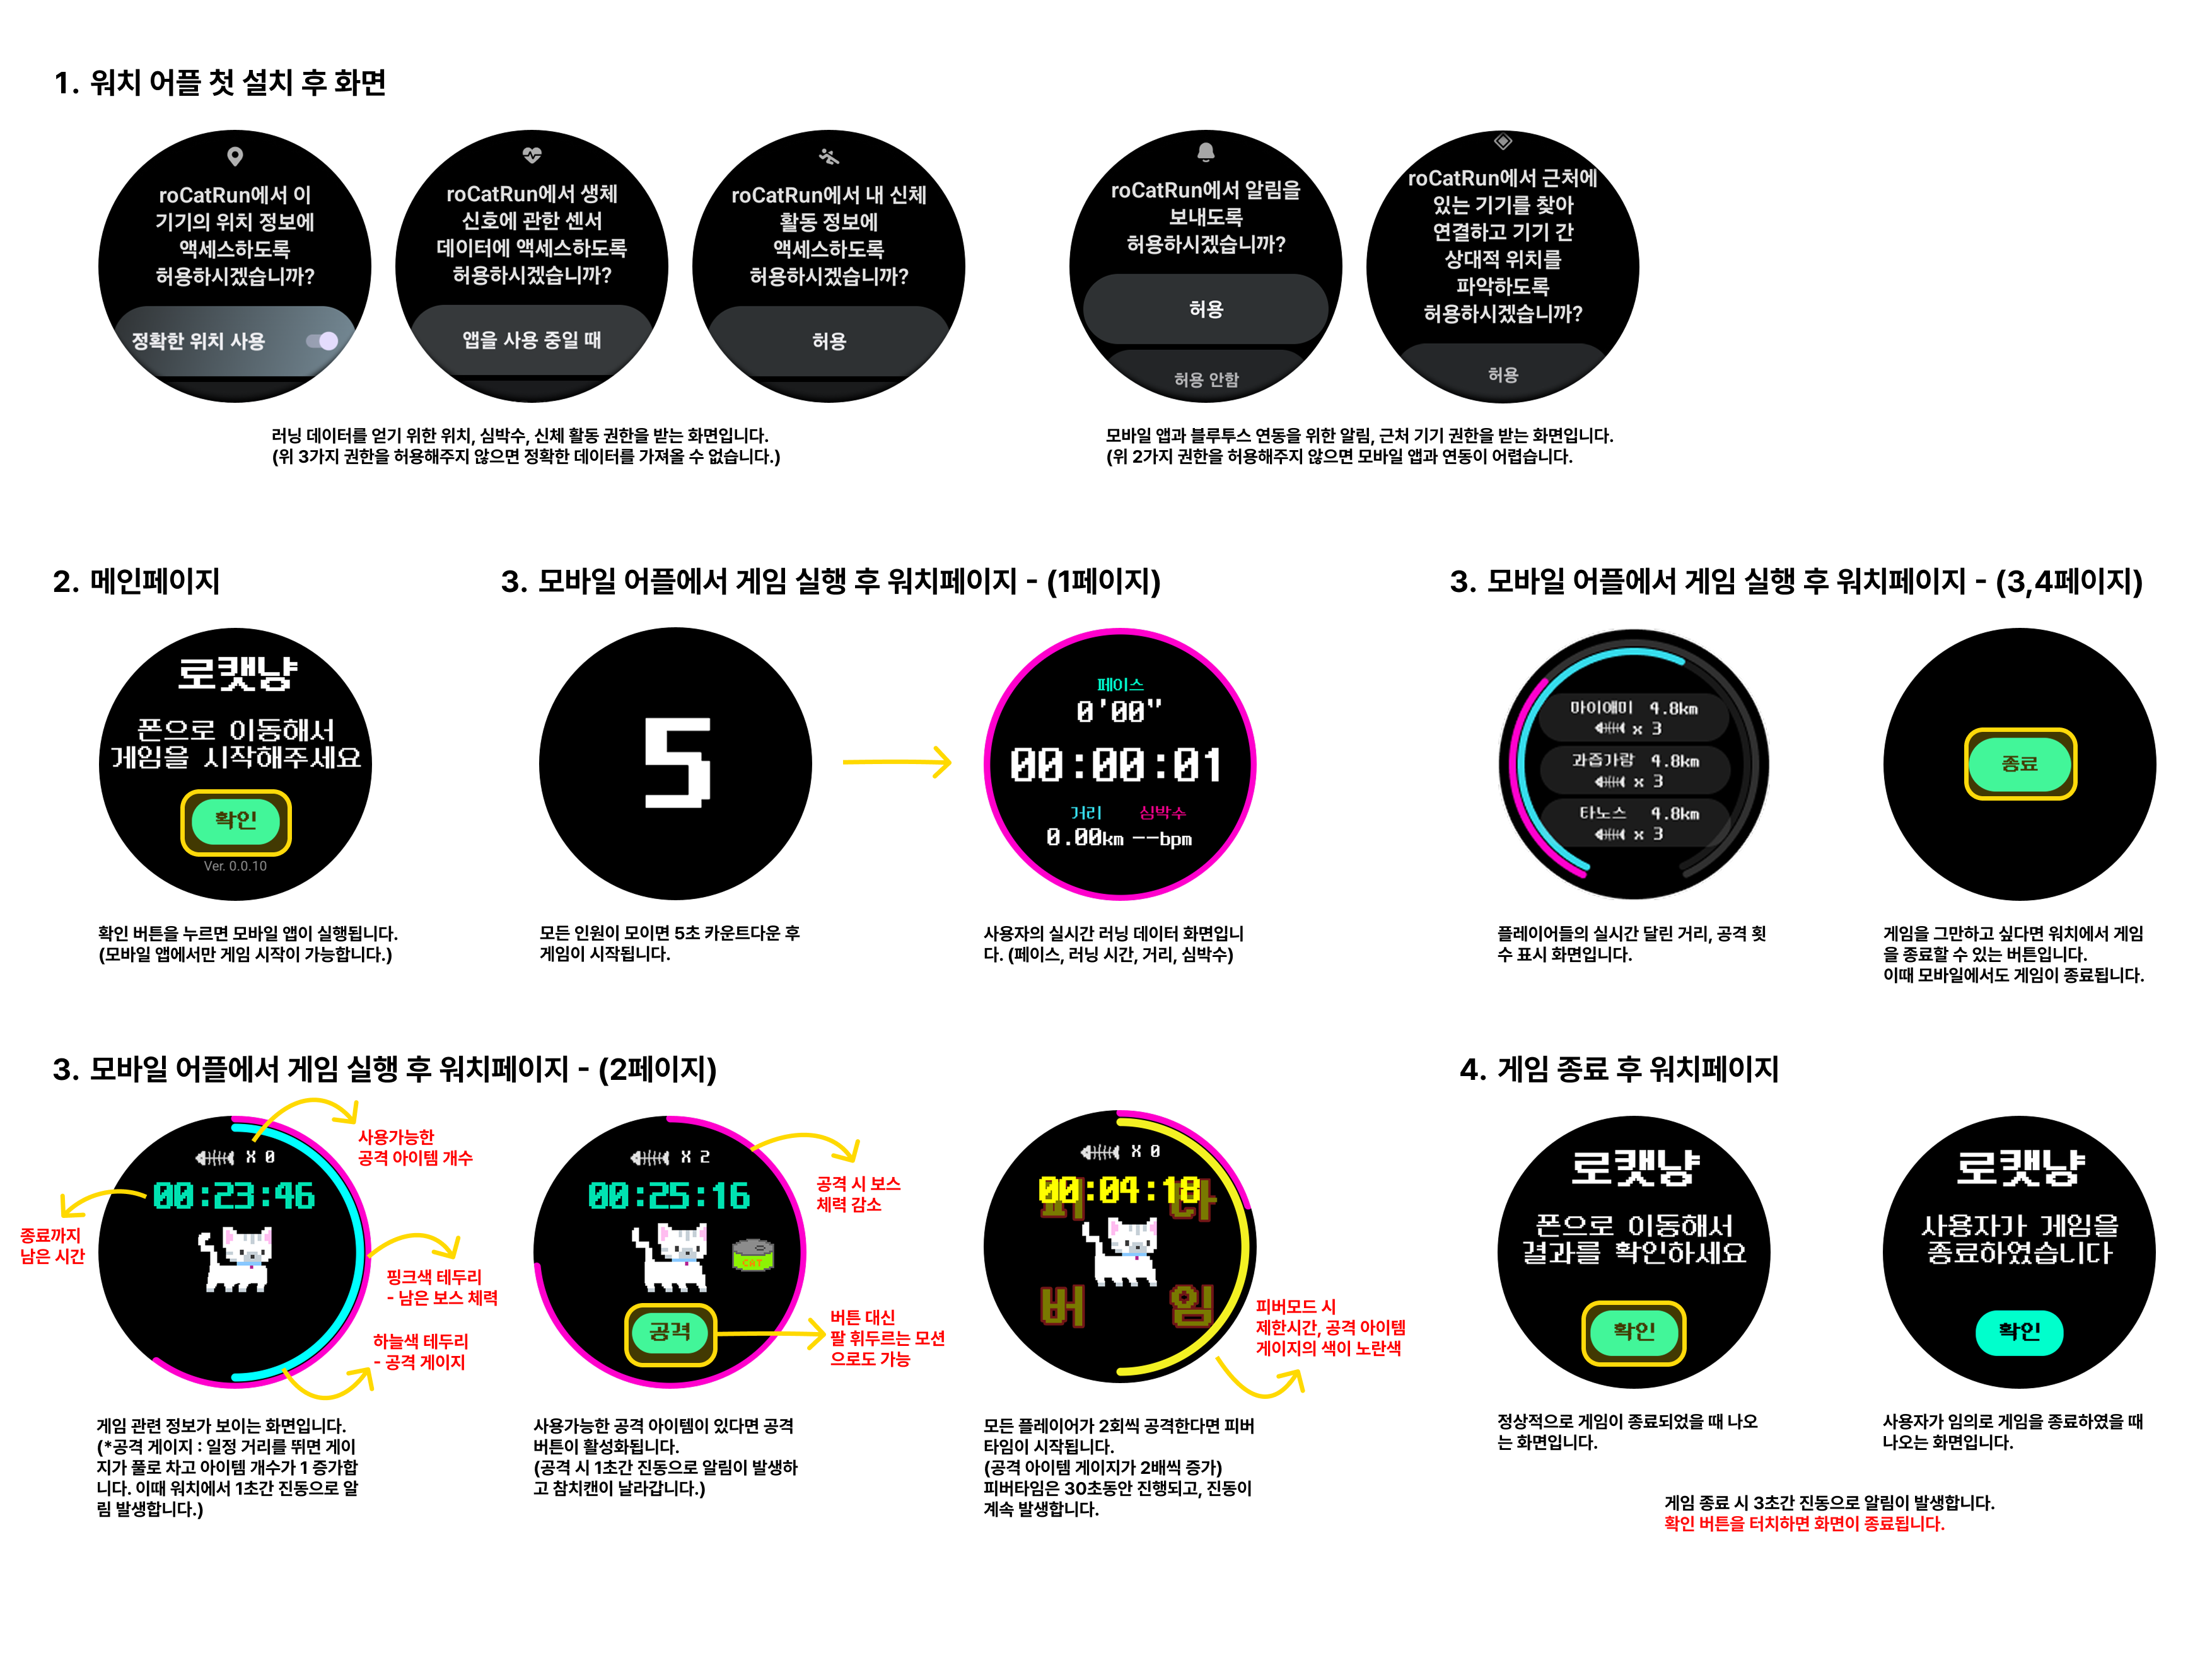 1. 워치 어플 첫 설치 후 화면
roCatRun에서 이
기기의 위치 정보에
액세스하도록
허용하시겠습니까?
정확한 위치 사용
roCatRun에서 생체
신호에 관한 센서
데이터에 액세스하도록
허용하시겠습니까?
앱을 사용 중일 때
roCatRun에서 내 신체
활동 정보에
액세스하도록
허용하시겠습니까?
허용
러닝 데이터를 얻기 위한 위치, 심박수, 신체 활동 권한을 받는 화면입니다.
(위 3가지 권한을 허용해주지 않으면 정확한 데이터를 가져올 수 없습니다.)
roCatRun에서 알림을
보내도록
허용하시겠습니까?
허용
허용 안함
roCatRun에서 근처에
있는 기기를 찾아
연결하고 기기 간
상대적 위치를
파악하도록
허용하시겠습니까?
허용
모바일 앱과 블루투스 연동을 위한 알림, 근처 기기 권한을 받는 화면입니다.
(위 2가지 권한을 허용해주지 않으면 모바일 앱과 연동이 어렵습니다.
2. 메인페이지
로캣냥
폰으로 이동해서
게임을 시작해주세요
확인
Ver. 0.0.10
확인 버튼을 누르면 모바일 앱이 실행됩니다.
(모바일 앱에서만 게임 시작이 가능합니다.)
3. 모바일 어플에서 게임 실행 후 워치페이지 - (1페이지)
5
모든 인원이 모이면 5초 카운트다운 후
게임이 시작됩니다.
페이스
0'00"
00:00:01
거리 심박수
0.00km --bpm
사용자의 실시간 러닝 데이터 화면입니
다. (페이스, 러닝 시간, 거리, 심박수)
3. 모바일 어플에서 게임 실행 후 워치페이지 - (3,4페이지)
마이애미 4.8km
x 3
과즙가람 4.8km
x 3
타노스 4.8km
x 3
플레이어들의 실시간 달린 거리, 공격 횟
수 표시 화면입니다.
종료
게임을 그만하고 싶다면 워치에서 게임
을 종료할 수 있는 버튼입니다.
이때 모바일에서도 게임이 종료됩니다.
3. 모바일 어플에서 게임 실행 후 워치페이지 - (2페이지)
X 0
00:23:46
사용가능한
공격 아이템 개수
종료까지
남은 시간
핑크색 테두리
- 남은 보스 체력
하늘색 테두리
- 공격 게이지
게임 관련 정보가 보이는 화면입니다.
(*공격 게이지 : 일정 거리를 뛰면 게이
지가 풀로 차고 아이템 개수가 1 증가합
니다. 이때 워치에서 1초간 진동으로 알
림 발생합니다.)
X 2
00:25:16
CAT
공격
공격 시 보스
체력 감소
버튼 대신
팔 휘두르는 모션
으로도 가능
사용가능한 공격 아이템이 있다면 공격
버튼이 활성화됩니다.
(공격 시 1초간 진동으로 알림이 발생하
고 참치캔이 날라갑니다.)
X 0
00:04:18
피 타
버 임
피버모드 시
제한시간, 공격 아이템
게이지의 색이 노란색
모든 플레이어가 2회씩 공격한다면 피버
타임이 시작됩니다.
(공격 아이템 게이지가 2배씩 증가)
피버타임은 30초동안 진행되고, 진동이
계속 발생합니다.
4. 게임 종료 후 워치페이지
로캣냥
폰으로 이동해서
결과를 확인하세요
확인
정상적으로 게임이 종료되었을 때 나오
는 화면입니다.
로캣냥
사용자가 게임을
종료하였습니다
확인
사용자가 임의로 게임을 종료하였을 때
나오는 화면입니다.
게임 종료 시 3초간 진동으로 알림이 발생합니다.
확인 버튼을 터치하면 화면이 종료됩니다.